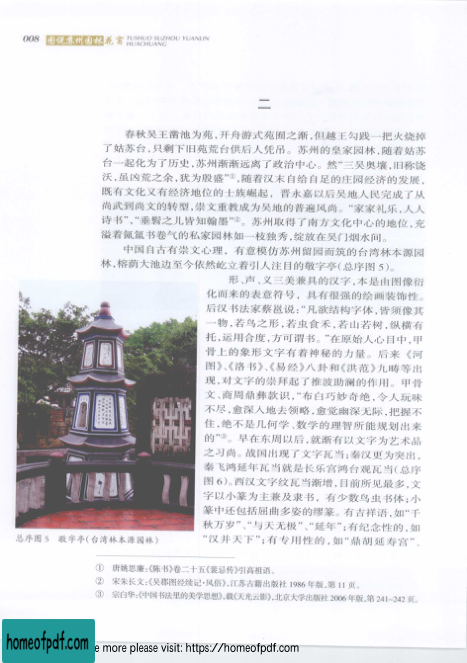 008 图说苏州园林花窗 TUSHUO SUZHOU YUANLIN
HUACHUANG
二
春秋吴王凿池为苑,开舟游式苑囿之渐,但越王勾践一把火烧掉
了姑苏台,只剩下旧苑荒台供后人凭吊。苏州的皇家园林,随着姑苏
台一起化为了历史,苏州渐渐远离了政治中心。然“三吴奥壤,旧称饶
沃,虽凶荒之余,犹为殷盛”①,随着汉末自给自足的庄园经济的发展,
既有文化又有经济地位的士族崛起,晋永嘉以后吴地人民完成了从
尚武到尚文的转型,崇文重教成为吴地的普遍风尚。“家家礼乐,人人
诗书”,“垂髫之儿皆知翰墨”②。苏州取得了南方文化中心的地位,充
溢着氤氲书卷气的私家园林如一枝独秀,绽放在吴门烟水间。
中国自古有崇文心理,有意模仿苏州留园而筑的台湾林本源园
林,榕荫大池边至今依然屹立着引人注目的敬字亭(总序图5)。
形、声、义三美兼具的汉字,本是由图像衍
化而来的表意符号,具有很强的绘画装饰性。
后汉书法家蔡邕说:“凡欲结构字体,皆须像其
一物,若鸟之形,若虫食禾,若山若树,纵横有
托,运用合度,方可谓书。”在原始人心目中,甲
骨上的象形文字有着神秘的力量。后来《河
图》、《洛书》、《易经》八卦和《洪范》九畴等出
现,对文字的崇拜起了推波助澜的作用。甲骨
文、商周鼎彝款识,“布白巧妙奇绝,令人玩味
不尽,愈深入地去领略,愈觉幽深无际,把握不
住,绝不是几何学、数学的理智所能规划出来
的”③。早在东周以后,就渐有以文字为艺术品
之习尚。战国出现了文字瓦当;秦汉更为突出,
秦飞鸿延年瓦当就是长乐宫鸿台观瓦当(总序
图6)。西汉文字纹瓦当渐增,目前所见最多,文
字以小篆为主兼及隶书,有少数鸟虫书体;小
篆中还包括屈曲多姿的缪篆。有吉祥语,如“千
秋万岁”、“与天无极”、“延年”;有纪念性的,如
“汉并天下”;有专用性的,如“鼎胡延寿宫”、
总序图5 敬字亭(台湾林本源园林)
① 唐姚思廉:《陈书》卷二十五《裴忌传》引高祖语。
② 宋朱长文:《吴郡图经续记·风俗》,江苏古籍出版社1986年版,第11页。
③ 宗白华:《中国书法里的美学思想》,载《天光云影》,北京大学出版社2006年版,第241~242页。
homeofpdf.com
e more please visit: https://homeofpdf.com